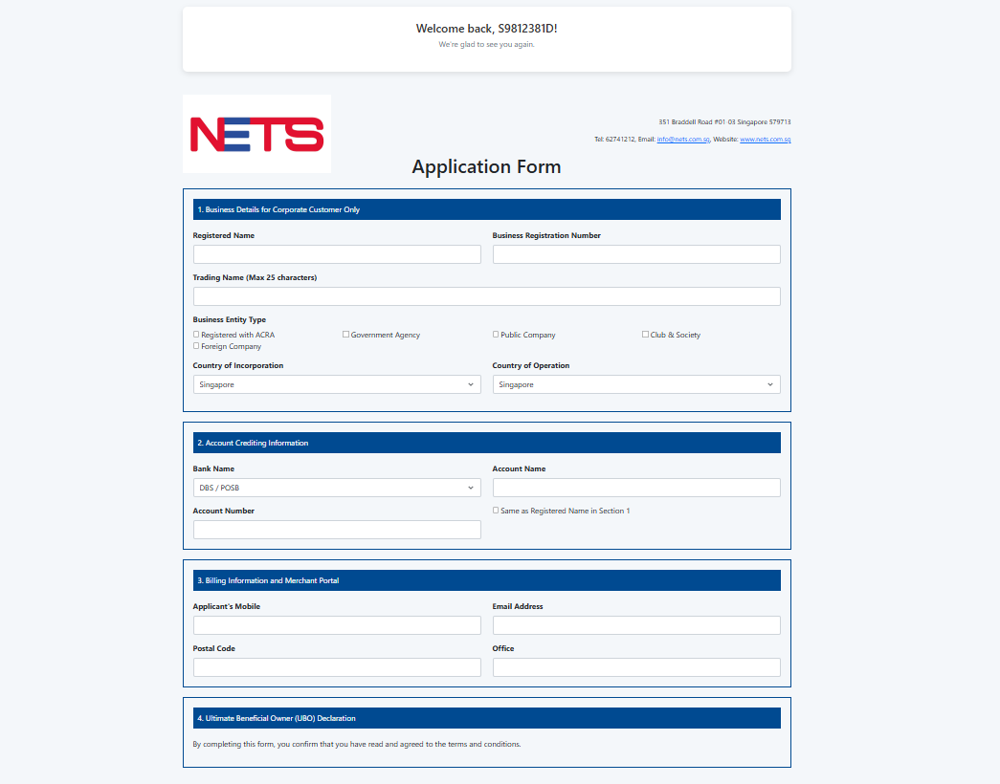 Welcome back, S9812381D!
We're glad to see you again.
NETS
351 Braddell Road #01-03 Singapore 579713
Tel: 62741212, Email: info@nets.com.sg, Website: www.nets.com.sg
Application Form
1. Business Details for Corporate Customer Only
Registered Name Business Registration Number
Trading Name (Max 25 characters)
Business Entity Type
Registered with ACRA Government Agency Public Company Club & Society
Foreign Company
Country of Incorporation Country of Operation
Singapore Singapore
2. Account Crediting Information
Bank Name Account Name
DBS / POSB
Account Number Same as Registered Name in Section 1
3. Billing Information and Merchant Portal
Applicant's Mobile Email Address
Postal Code Office
4. Ultimate Beneficial Owner (UBO) Declaration
By completing this form, you confirm that you have read and agreed to the terms and conditions.